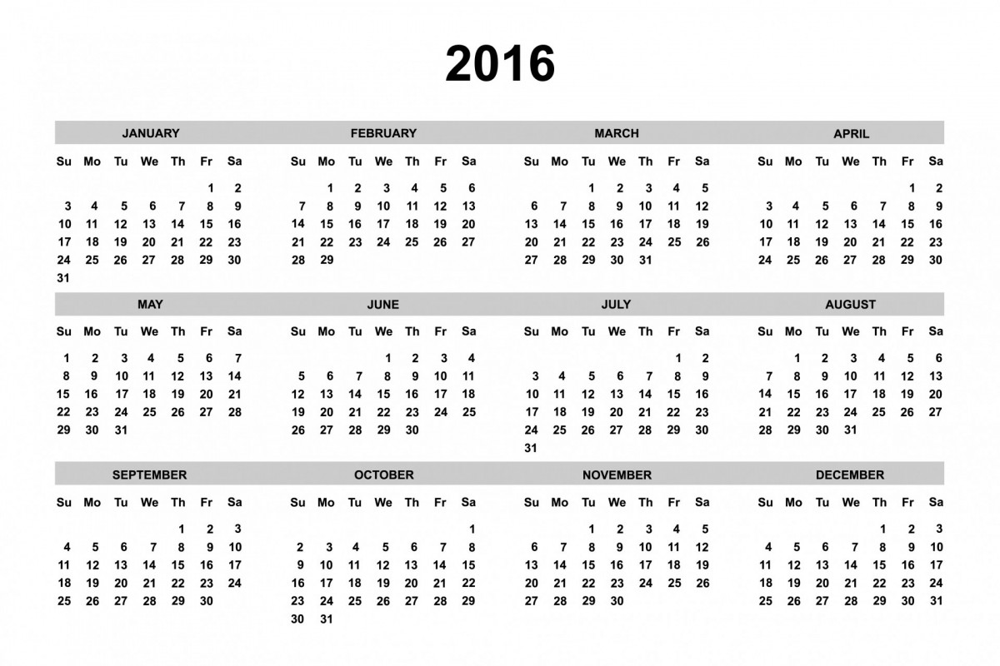 2016
JANUARY FEBRUARY MARCH APRIL
Su Mo Tu We Th Fr Sa Su Mo Tu We Th Fr Sa Su Mo Tu We Th Fr Sa Su Mo Tu We Th Fr Sa
1 2 1 2 3 4 5 6 1 2 3 4 5 1 2
3 4 5 6 7 8 9 7 8 9 10 11 12 13 6 7 8 9 10 11 12 3 4 5 6 7 8 9
10 11 12 13 14 15 16 14 15 16 17 18 19 20 13 14 15 16 17 18 19 10 11 12 13 14 15 16
17 18 19 20 21 22 23 21 22 23 24 25 26 27 20 21 22 23 24 25 26 17 18 19 20 21 22 23
24 25 26 27 28 29 30 28 29 27 28 29 30 31 24 25 26 27 28 29 30
31
MAY JUNE JULY AUGUST
Su Mo Tu We Th Fr Sa Su Mo Tu We Th Fr Sa Su Mo Tu We Th Fr Sa Su Mo Tu We Th Fr Sa
1 2 3 4 5 6 7 1 2 3 4 1 2 1 2 3 4 5 6
8 9 10 11 12 13 14 5 6 7 8 9 10 11 3 4 5 6 7 8 9 7 8 9 10 11 12 13
15 16 17 18 19 20 21 12 13 14 15 16 17 18 10 11 12 13 14 15 16 14 15 16 17 18 19 20
22 23 24 25 26 27 28 19 20 21 22 23 24 25 17 18 19 20 21 22 23 21 22 23 24 25 26 27
29 30 31 26 27 28 29 30 24 25 26 27 28 29 30 28 29 30 31
31
SEPTEMBER OCTOBER NOVEMBER DECEMBER
Su Mo Tu We Th Fr Sa Su Mo Tu We Th Fr Sa Su Mo Tu We Th Fr Sa Su Mo Tu We Th Fr Sa
1 2 3 1 1 2 3 4 5 1 2 3
4 5 6 7 8 9 10 2 3 4 5 6 7 8 6 7 8 9 10 11 12 4 5 6 7 8 9 10
11 12 13 14 15 16 17 9 10 11 12 13 14 15 13 14 15 16 17 18 19 11 12 13 14 15 16 17
18 19 20 21 22 23 24 16 17 18 19 20 21 22 20 21 22 23 24 25 26 18 19 20 21 22 23 24
25 26 27 28 29 30 23 24 25 26 27 28 29 27 28 29 30 25 26 27 28 29 30 31
30 31